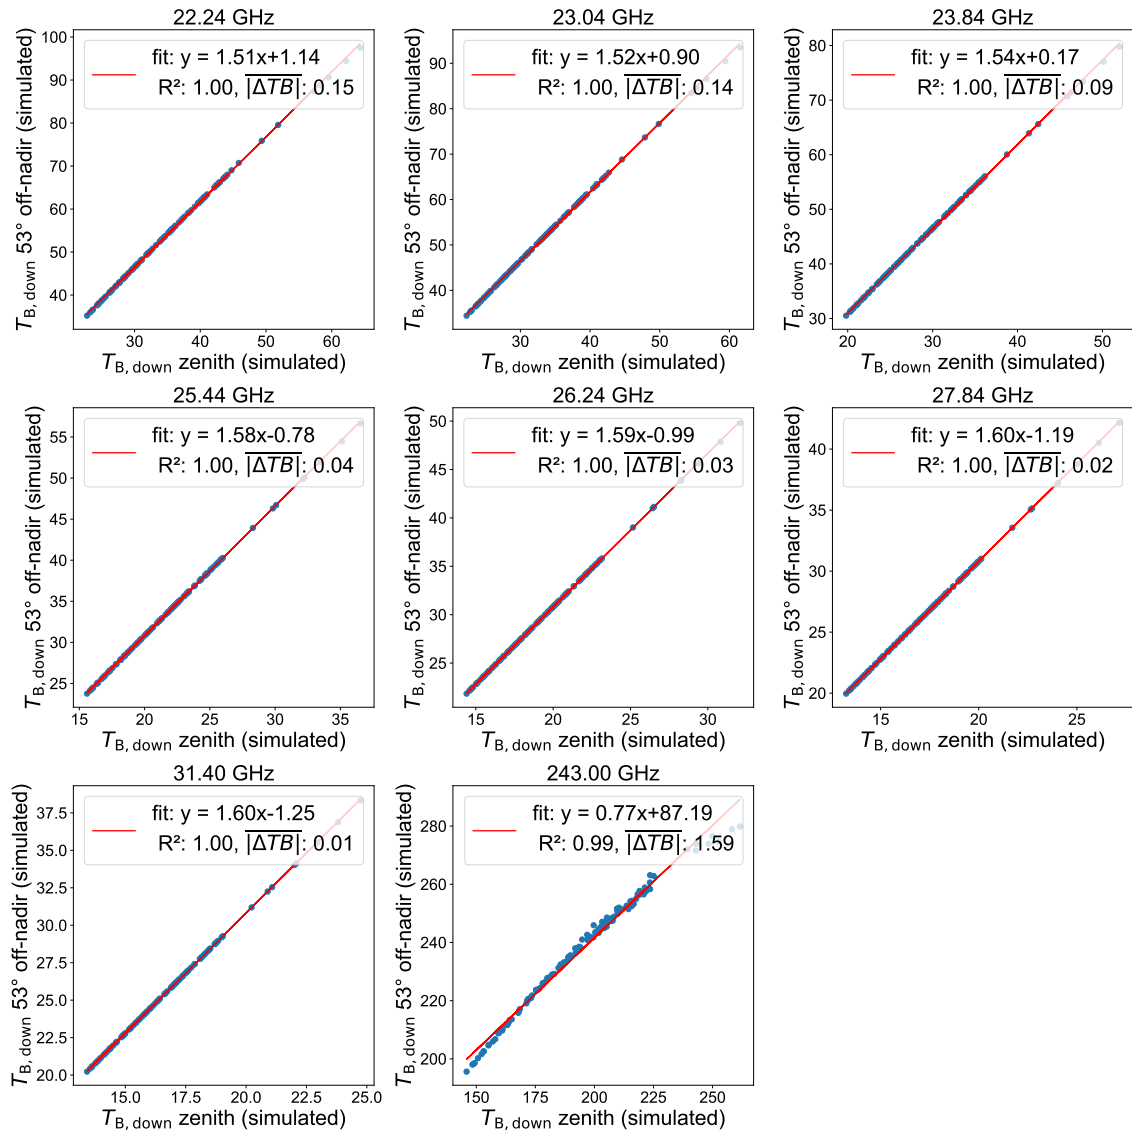 22.24 GHz
fit: y = 1.51x+1.14
R²: 1.00, |ΔTB|: 0.15
100
90
80
70
60
50
40
30
40
50
60
T_B, down 53° off-nadir (simulated)
T_B, down zenith (simulated)
23.04 GHz
fit: y = 1.52x+0.90
R²: 1.00, |ΔTB|: 0.14
90
80
70
60
50
40
30
40
50
60
T_B, down 53° off-nadir (simulated)
T_B, down zenith (simulated)
23.84 GHz
fit: y = 1.54x+0.17
R²: 1.00, |ΔTB|: 0.09
80
70
60
50
40
30
20
30
40
50
T_B, down 53° off-nadir (simulated)
T_B, down zenith (simulated)
25.44 GHz
fit: y = 1.58x-0.78
R²: 1.00, |ΔTB|: 0.04
55
50
45
40
35
30
25
15
20
25
30
35
T_B, down 53° off-nadir (simulated)
T_B, down zenith (simulated)
26.24 GHz
fit: y = 1.59x-0.99
R²: 1.00, |ΔTB|: 0.03
50
45
40
35
30
25
15
20
25
30
T_B, down 53° off-nadir (simulated)
T_B, down zenith (simulated)
27.84 GHz
fit: y = 1.60x-1.19
R²: 1.00, |ΔTB|: 0.02
40
35
30
25
20
15
20
25
T_B, down 53° off-nadir (simulated)
T_B, down zenith (simulated)
31.40 GHz
fit: y = 1.60x-1.25
R²: 1.00, |ΔTB|: 0.01
37.5
35.0
32.5
30.0
27.5
25.0
22.5
20.0
15.0
17.5
20.0
22.5
25.0
T_B, down 53° off-nadir (simulated)
T_B, down zenith (simulated)
243.00 GHz
fit: y = 0.77x+87.19
R²: 0.99, |ΔTB|: 1.59
280
260
240
220
200
150
175
200
225
250
T_B, down 53° off-nadir (simulated)
T_B, down zenith (simulated)